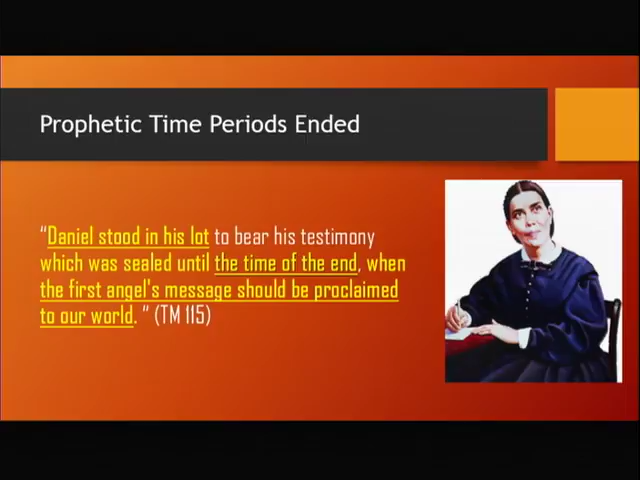 Prophetic Time Periods Ended
“Daniel stood in his lot to bear his testimony
which was sealed until the time of the end, when
the first angel's message should be proclaimed
to our world. ” (TM 115)